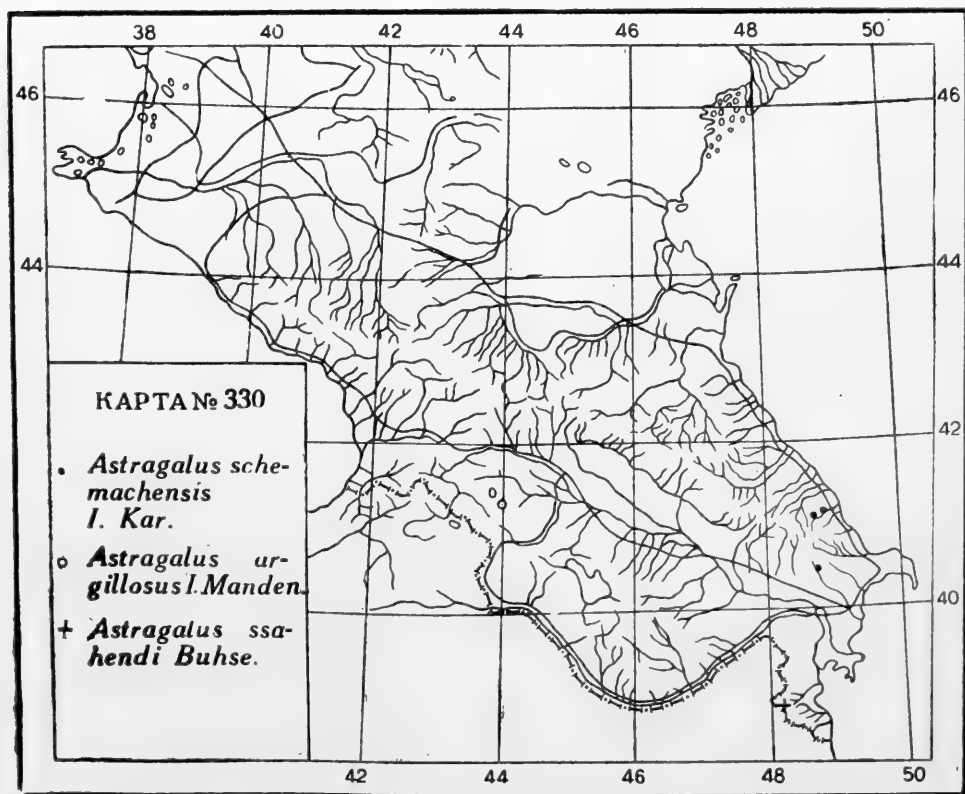 38 40 42 44 46 48 50
46 46
44 44
КАРТА № 330
42
• Astragalus sche-
machensis
I. Kar.
o Astragalus ur-
gillosus I. Manden.
40
+ Astragalus ssa-
hendi Buhse.
42 44 46 48 50